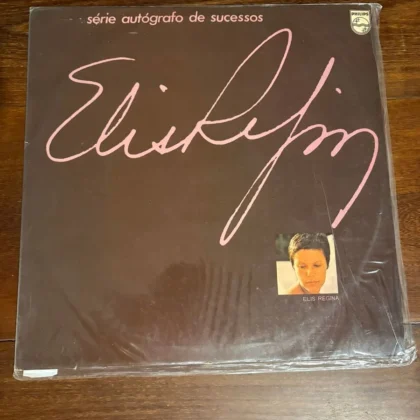 série autógrafo de sucessos
PHILIPS
Elis Regina
ELIS REGINA